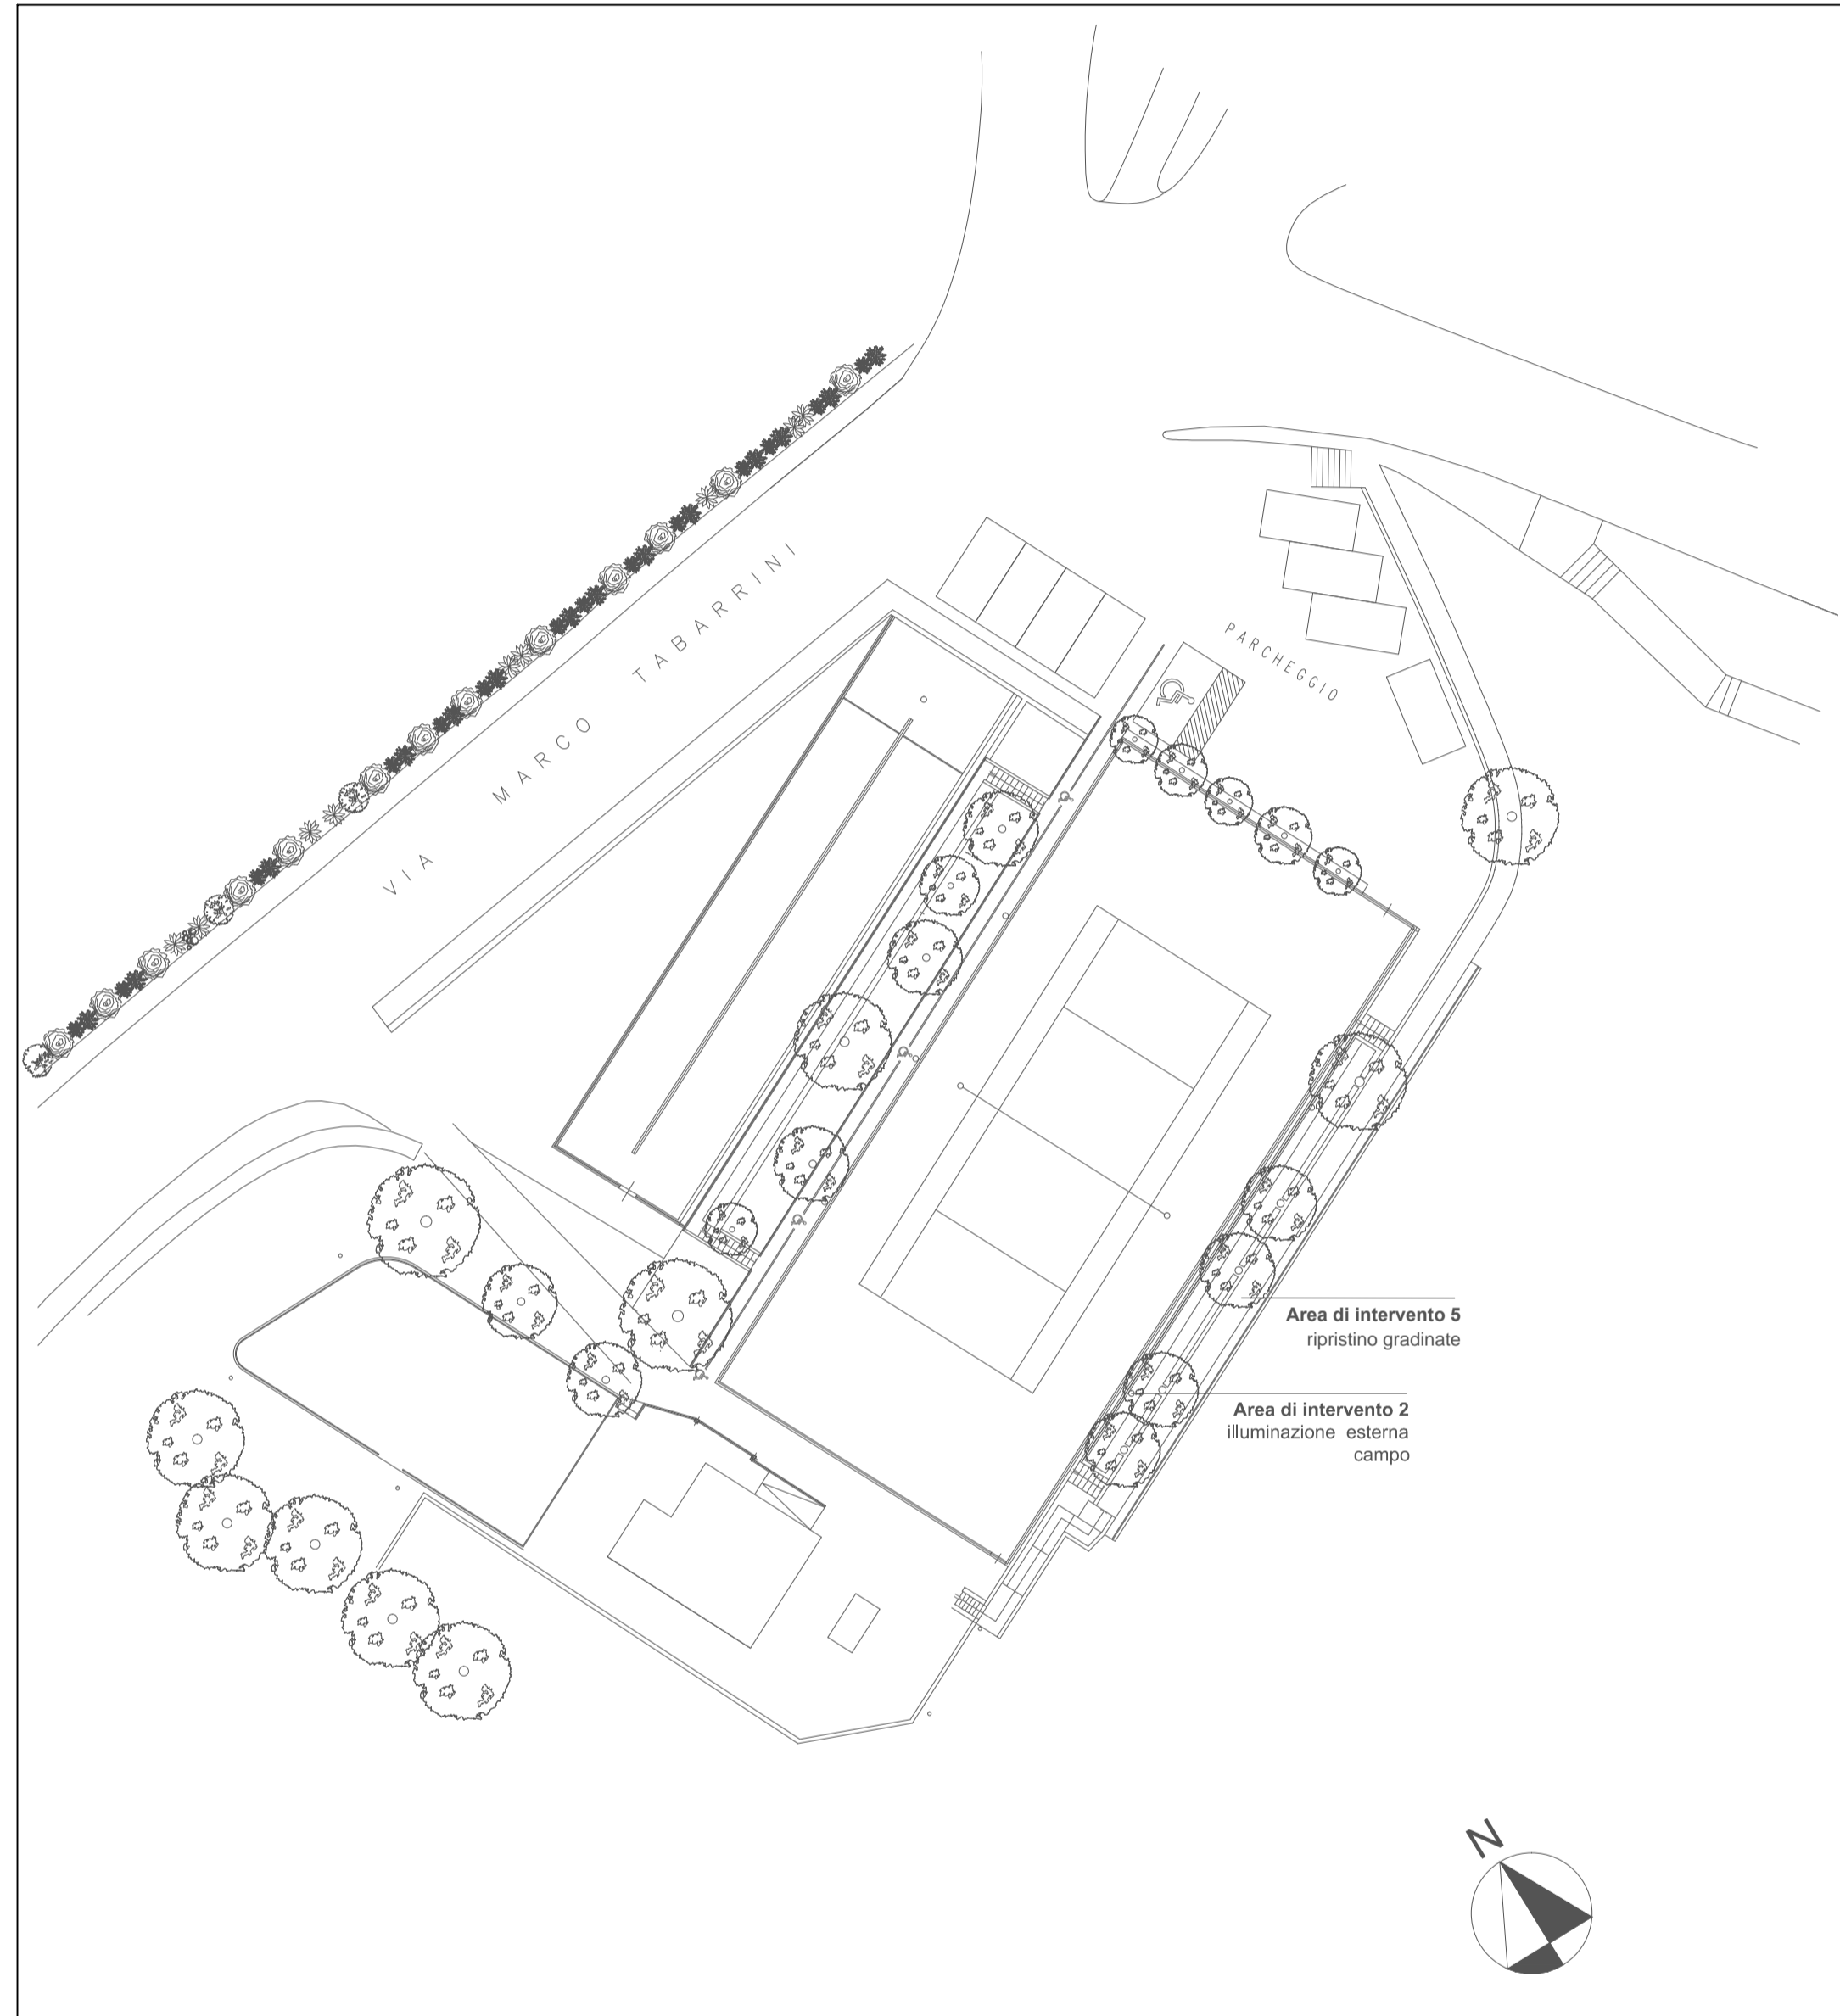 VIA MARCO TABARRINI
PARCHEGGIO
Area di intervento 5
ripristino gradinate
Area di intervento 2
illuminazione esterna
campo
N